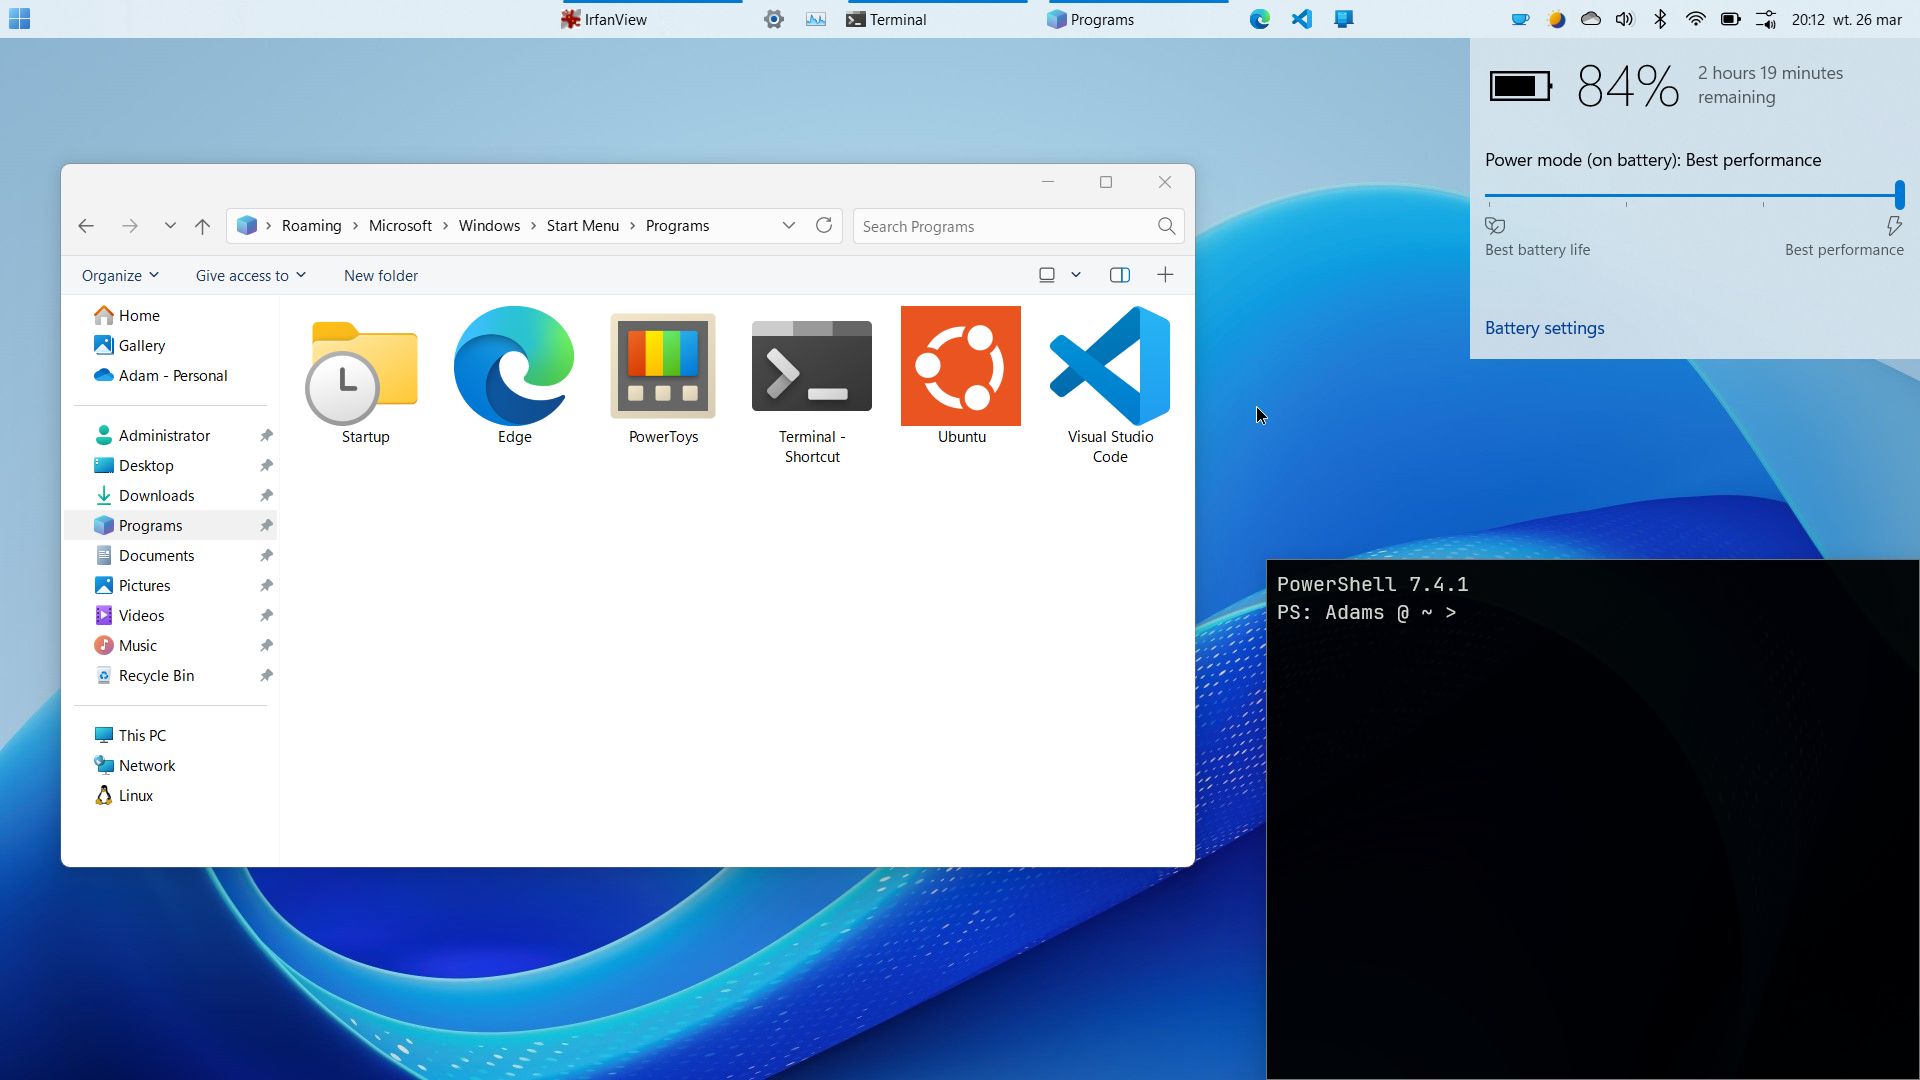 IrfanView
Terminal
Programs
20:12 wt. 26 mar
84%
2 hours 19 minutes
remaining
Power mode (on battery): Best performance
Best battery life
Best performance
Battery settings
Roaming
Microsoft
Windows
Start Menu
Programs
Search Programs
Organize
Give access to
New folder
Home
Gallery
Adam - Personal
Administrator
Desktop
Downloads
Programs
Documents
Pictures
Videos
Music
Recycle Bin
This PC
Network
Linux
Startup
Edge
PowerToys
Terminal -
Shortcut
Ubuntu
Visual Studio
Code
PowerShell 7.4.1
PS: Adams @ ~ >